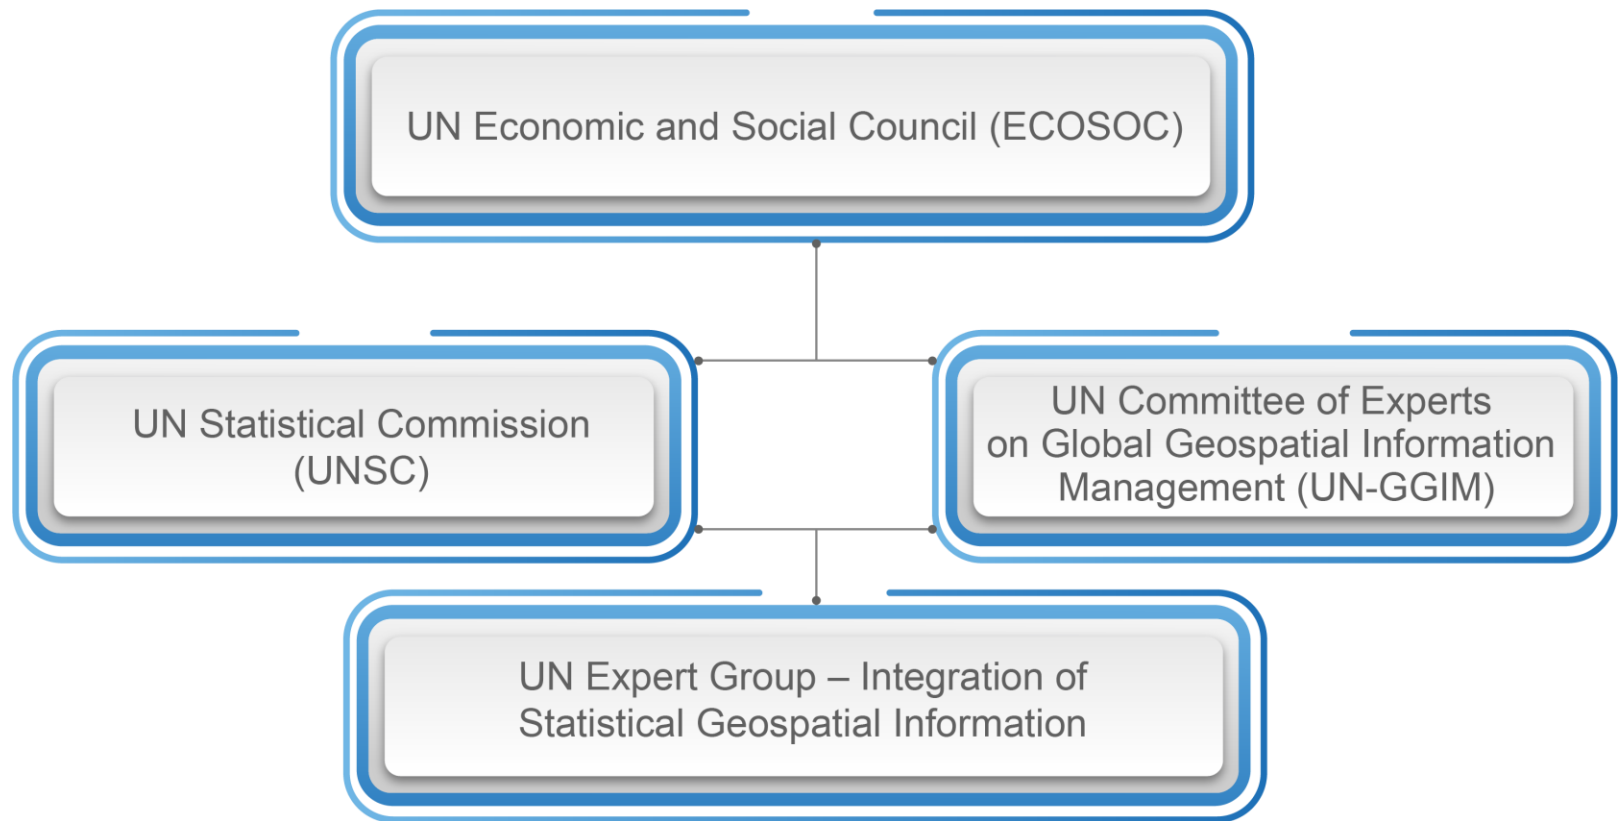 UN Economic and Social Council (ECOSOC)
UN Statistical Commission
(UNSC)
UN Committee of Experts
on Global Geospatial Information
Management (UN-GGIM)
UN Expert Group – Integration of
Statistical Geospatial Information